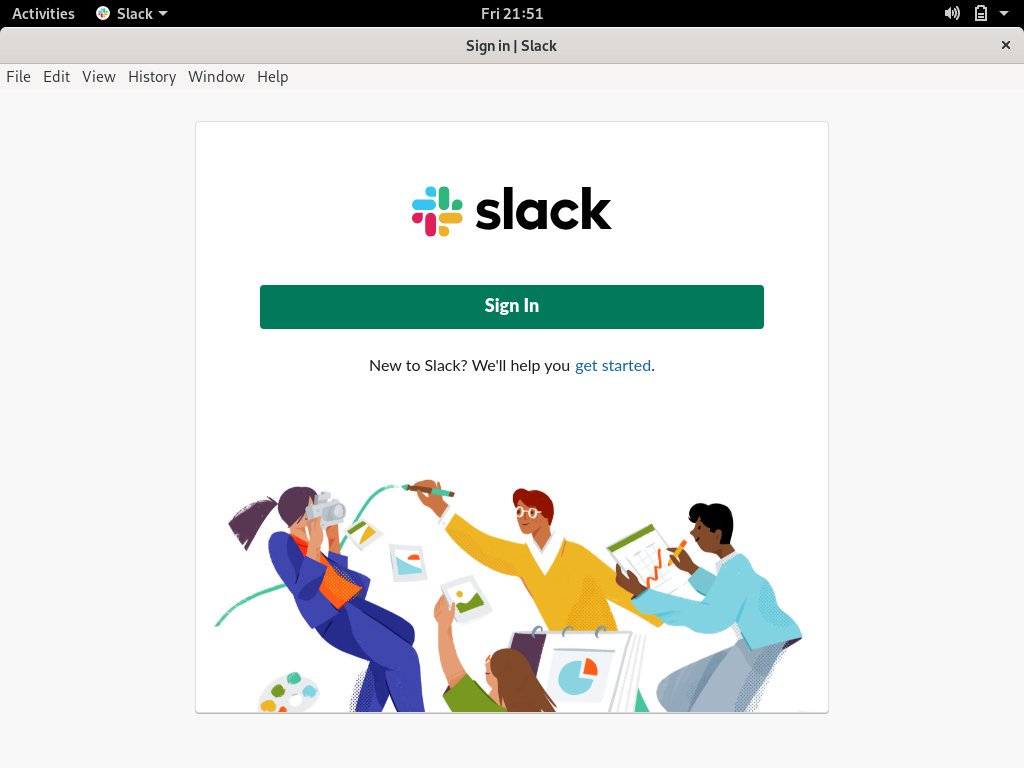 Activities Slack Fri 21:51
Sign in | Slack
File Edit View History Window Help
slack
Sign In
New to Slack? We'll help you get started.